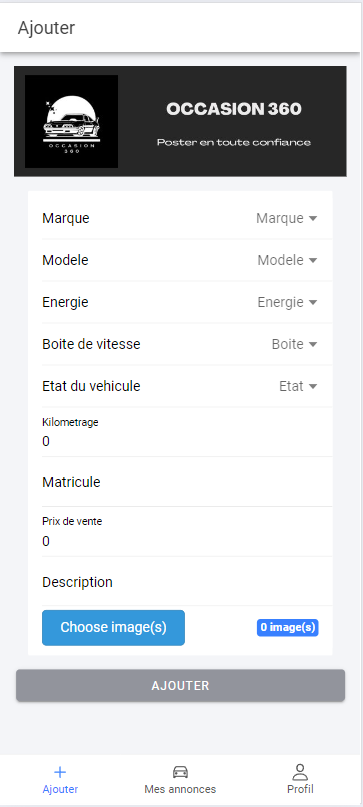 Ajouter
OCCASION
360
OCCASION 360
Poster en toute confiance
Marque Marque
Modele Modele
Energie Energie
Boite de vitesse Boite
Etat du vehicule Etat
Kilometrage
0
Matricule
Prix de vente
0
Description
Choose image(s) 0 image(s)
AJOUTER
Ajouter Mes annonces Profil